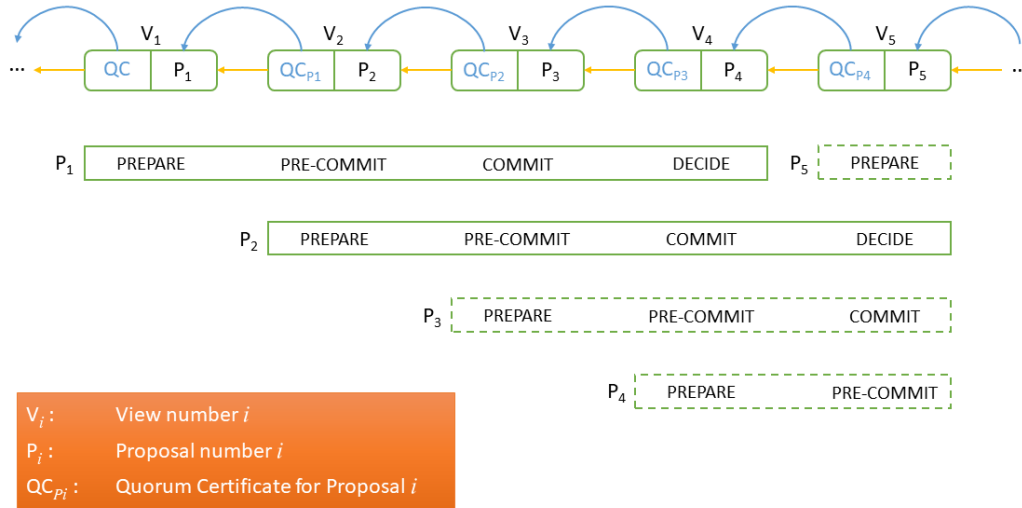 V1 V2 V3 V4 V5
... QC P1 QCP1 P2 QCP2 P3 QCP3 P4 QCP4 P5 ..
P1 PREPARE PRE-COMMIT COMMIT DECIDE P5 PREPARE
P2 PREPARE PRE-COMMIT COMMIT DECIDE
P3 PREPARE PRE-COMMIT COMMIT
P4 PREPARE PRE-COMMIT
Vi : View number i
Pi : Proposal number i
QCPi : Quorum Certificate for Proposal i